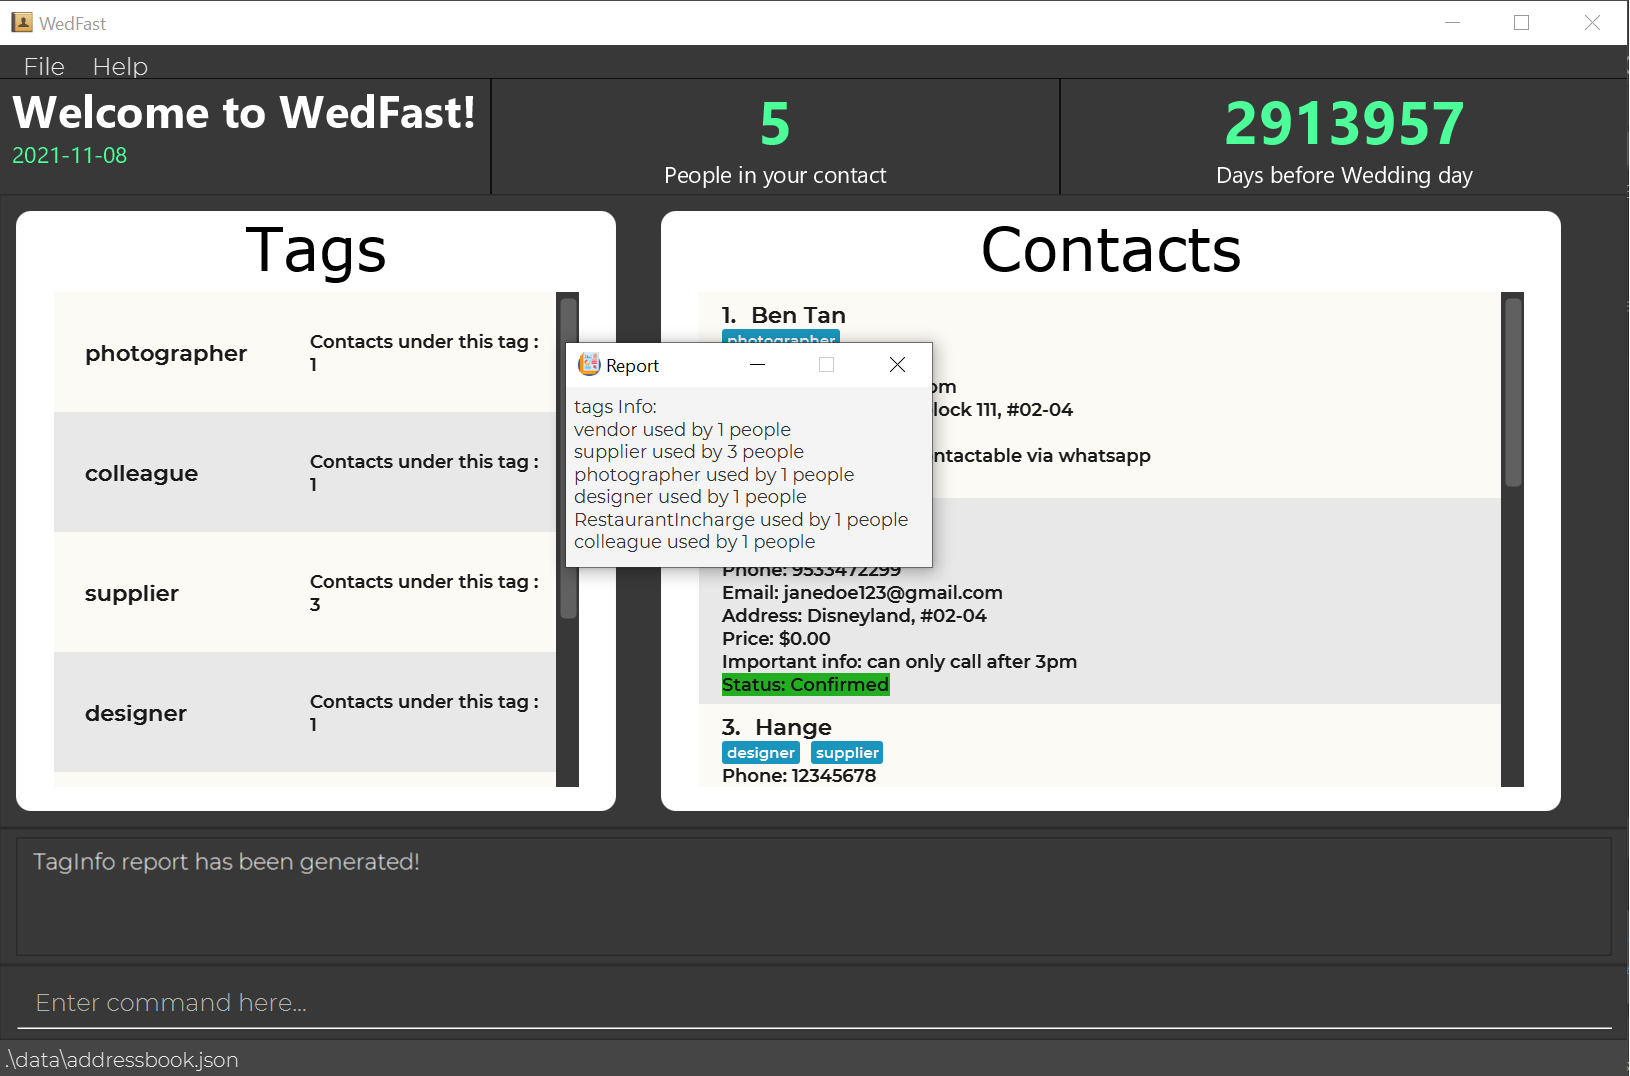 WedFast
File Help
Welcome to WedFast!
2021-11-08
5
People in your contact
2913957
Days before Wedding day
Tags
photographer
Contacts under this tag :
1
colleague
Contacts under this tag :
1
supplier
Contacts under this tag :
3
designer
Contacts under this tag :
1
Contacts
1. Ben Tan
photographer
om
lock 111, #02-04
ntactable via whatsapp
Phone: 9533472299
Email: janedoe123@gmail.com
Address: Disneyland, #02-04
Price: $0.00
Important info: can only call after 3pm
Status: Confirmed
3. Hange
designer supplier
Phone: 12345678
Report
tags Info:
vendor used by 1 people
supplier used by 3 people
photographer used by 1 people
designer used by 1 people
RestaurantIncharge used by 1 people
colleague used by 1 people
TagInfo report has been generated!
Enter command here...
.\data\addressbook.json